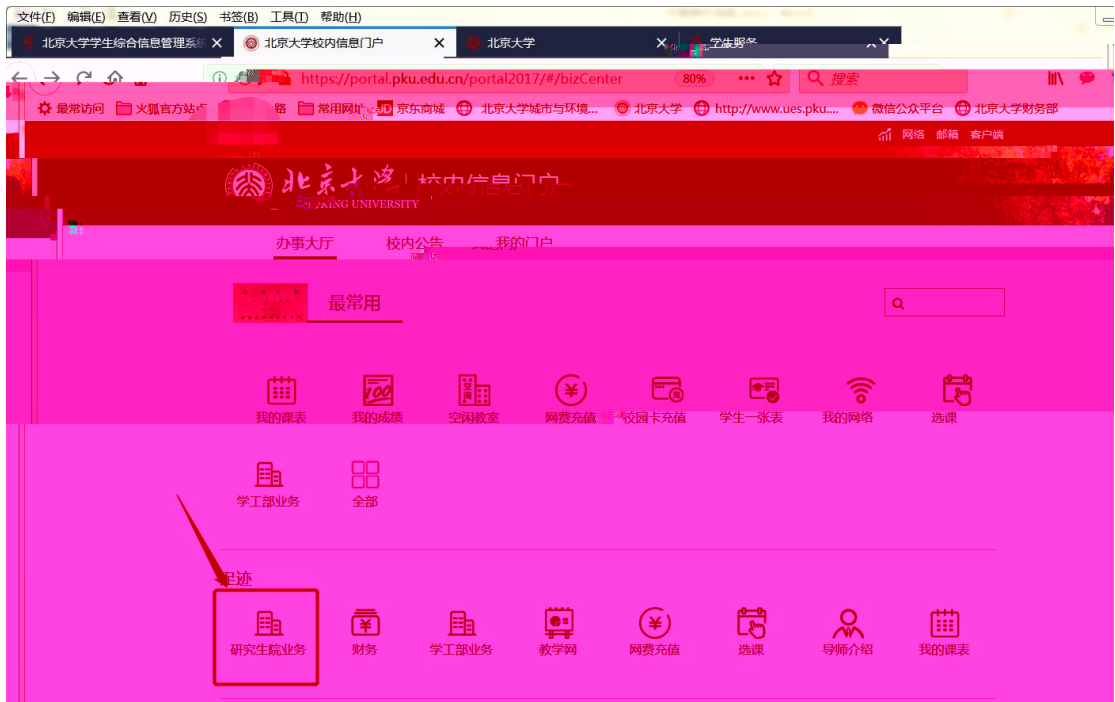 文件(F) 编辑(E) 查看(V) 历史(S) 书签(B) 工具(T) 帮助(H)
北京大学学生综合信息管理系统 × 北京大学校内信息门户 × 北京大学 × 学生服务 ×
https://portal.pku.edu.cn/portal2017/#/bizCenter 80% 搜索
最常访问 火狐官方站点 常用网址 JD 京东商城 北京大学城市与环境... 北京大学 http://www.ues.pku.... 微信公众平台 北京大学财务部
网络 邮箱 客户端
北京大学 校内信息门户
PEKING UNIVERSITY
办事大厅 校内公告 我的门户
最常用
我的课表 我的成绩 空闲教室 网费充值 校园卡充值 学生一张表 我的网络 选课
学工部业务 全部
足迹
研究生院业务 财务 学工部业务 教学网 网费充值 选课 导师介绍 我的课表